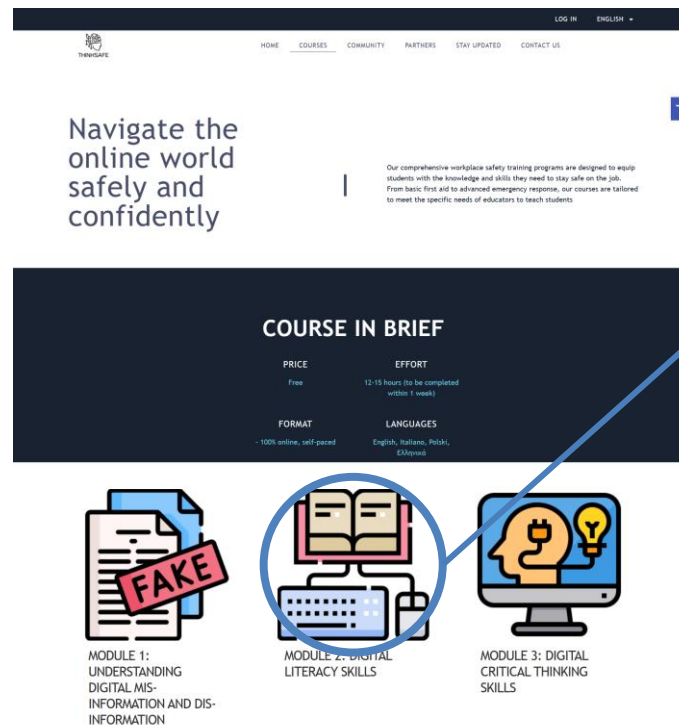 LOG IN ENGLISH
THINKSAFE
HOME COURSES COMMUNITY PARTNERS STAY UPDATED CONTACT US
Navigate the
online world
safely and
confidently
Our comprehensive workplace safety training programs are designed to equip
students with the knowledge and skills they need to stay safe on the job.
From basic first aid to advanced emergency response, our courses are tailored
to meet the specific needs of educators to teach students
COURSE IN BRIEF
PRICE
Free
EFFORT
12-15 hours (to be completed
within 1 week)
FORMAT
- 100% online, self-paced
LANGUAGES
English, Italiano, Polski,
Ελληνικά
FAKE
MODULE 1:
UNDERSTANDING
DIGITAL MIS-
INFORMATION AND DIS-
INFORMATION
MODULE 2: DIGITAL
LITERACY SKILLS
MODULE 3: DIGITAL
CRITICAL THINKING
SKILLS